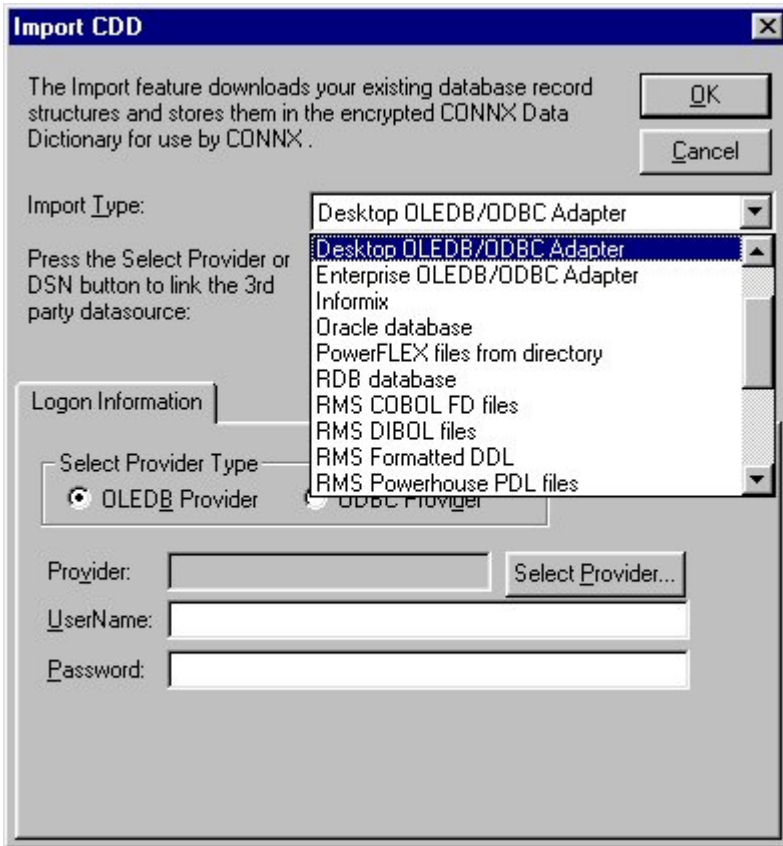 Import CDD
The Import feature downloads your existing database record
structures and stores them in the encrypted CONNX Data
Dictionary for use by CONNX .
OK
Cancel
Import Type:
Desktop OLEDB/ODBC Adapter
Press the Select Provider or
DSN button to link the 3rd
party datasource:
Desktop OLEDB/ODBC Adapter
Enterprise OLEDB/ODBC Adapter
Informix
Oracle database
PowerFLEX files from directory
RDB database
RMS COBOL FD files
RMS DIBOL files
RMS Formatted DDL
RMS Powerhouse PDL files
Logon Information
Select Provider Type
OLEDB Provider
ODBC Provider
Provider:
Select Provider...
UserName:
Password: